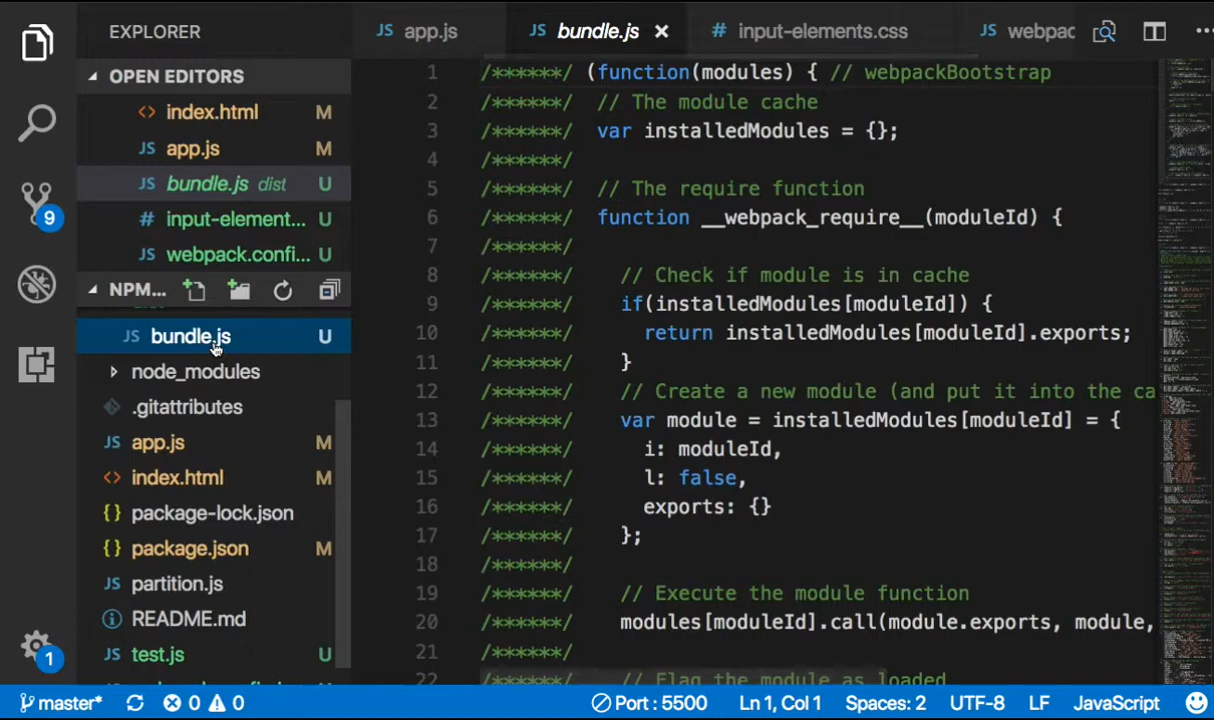 EXPLORER
OPEN EDITORS
<> index.html M
JS app.js M
JS bundle.js dist U
# input-element... U
JS webpack.confi... U
9
NPM...
JS bundle.js U
node_modules
.gitattributes
JS app.js M
<> index.html M
{} package-lock.json
{} package.json M
JS partition.js
README.md
JS test.js U
1
JS app.js
JS bundle.js ×
# input-elements.css
JS webpac
1 /******/ (function(modules) { // webpackBootstrap
2 /******/ // The module cache
3 /******/ var installedModules = {};
4 /******/
5 /******/ // The require function
6 /******/ function __webpack_require__(moduleId) {
7 /******/
8 /******/ // Check if module is in cache
9 /******/ if(installedModules[moduleId]) {
10 /******/ return installedModules[moduleId].exports;
11 /******/ }
12 /******/ // Create a new module (and put it into the ca
13 /******/ var module = installedModules[moduleId] = {
14 /******/ i: moduleId,
15 /******/ l: false,
16 /******/ exports: {}
17 /******/ };
18 /******/
19 /******/ // Execute the module function
20 /******/ modules[moduleId].call(module.exports, module,
21 /******/
22 /******/ // Flag the module as loaded
master* 0 0 Port : 5500 Ln 1, Col 1 Spaces: 2 UTF-8 LF JavaScript